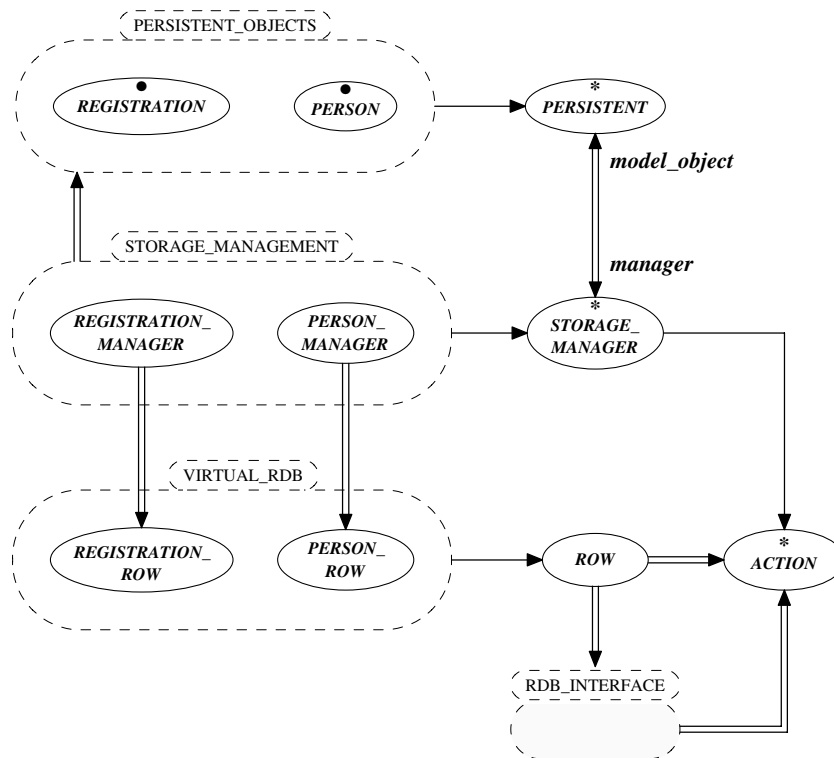 PERSISTENT_OBJECTS
REGISTRATION
PERSON
*
PERSISTENT
model_object
STORAGE_MANAGEMENT
manager
REGISTRATION_
MANAGER
PERSON_
MANAGER
*
STORAGE_
MANAGER
VIRTUAL_RDB
REGISTRATION_
ROW
PERSON_
ROW
ROW
*
ACTION
RDB_INTERFACE